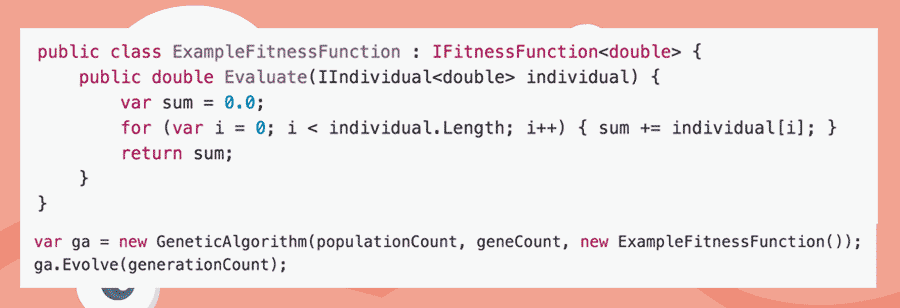 public class ExampleFitnessFunction : IFitnessFunction<double> {
    public double Evaluate(IIndividual<double> individual) {
        var sum = 0.0;
        for (var i = 0; i < individual.Length; i++) { sum += individual[i]; }
        return sum;
    }
}
var ga = new GeneticAlgorithm(populationCount, geneCount, new ExampleFitnessFunction());
ga.Evolve(generationCount);